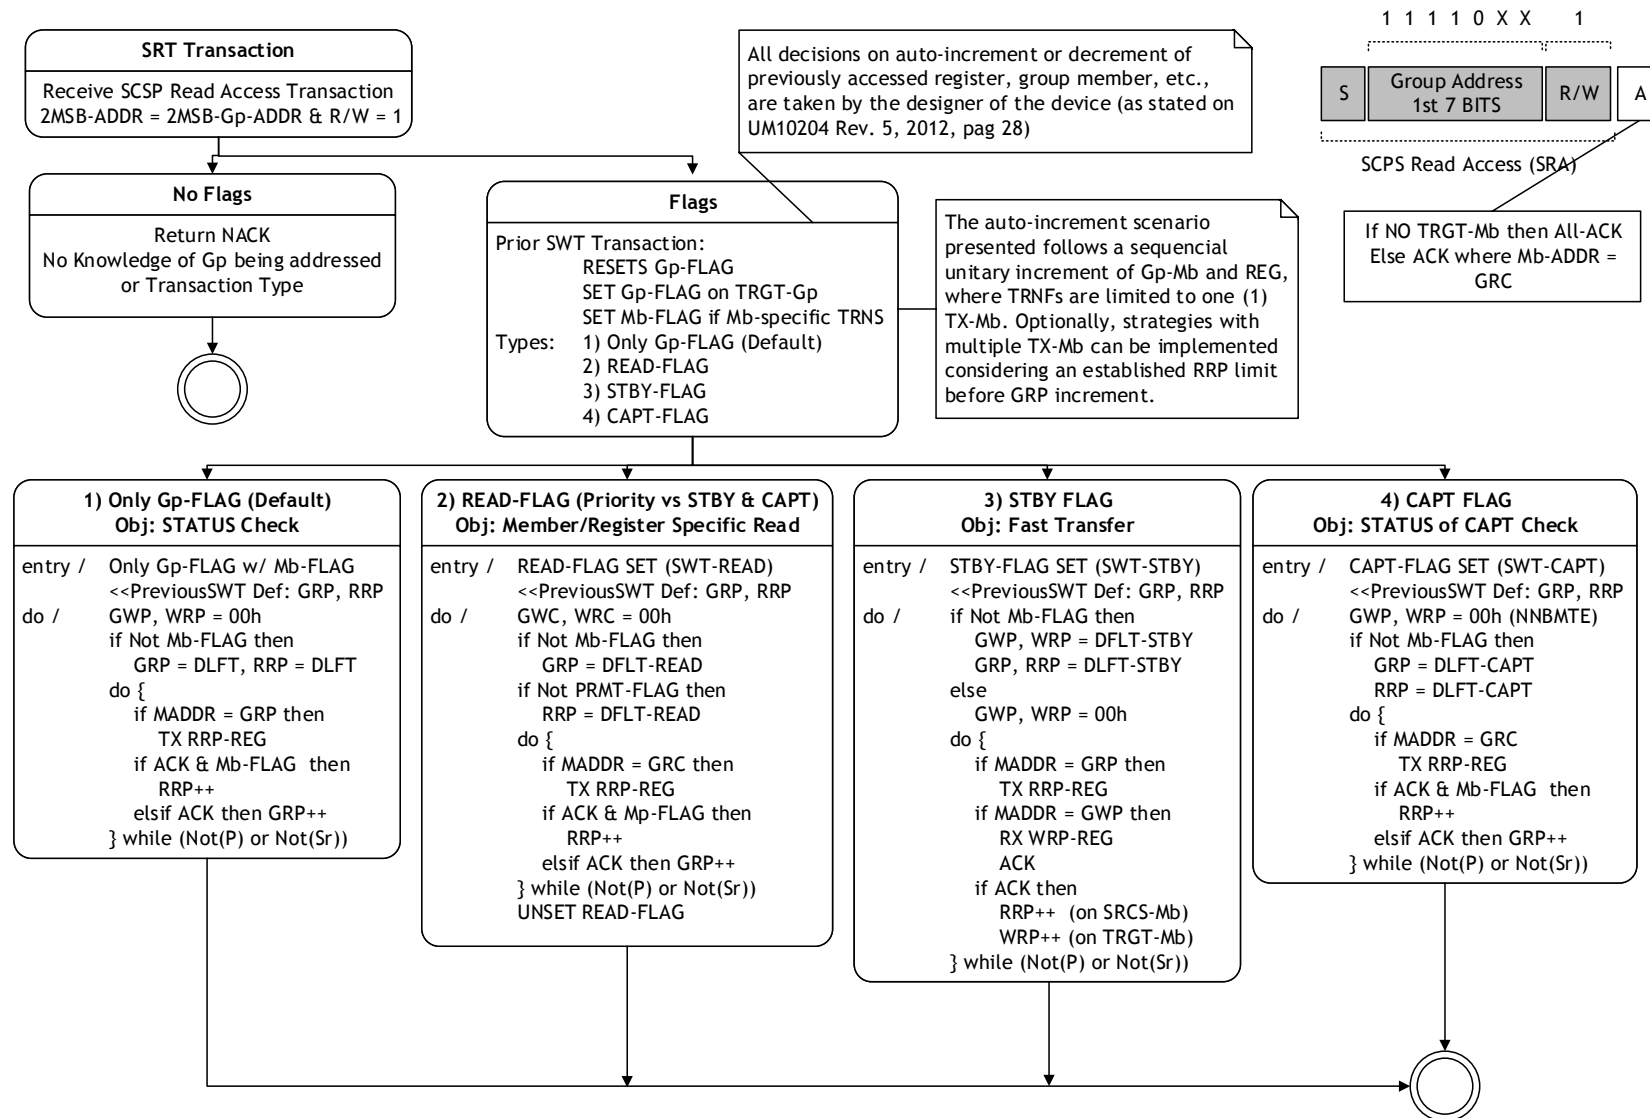 SRT Transaction
Receive SCSP Read Access Transaction
2MSB-ADDR = 2MSB-Gp-ADDR & R/W = 1
All decisions on auto-increment or decrement of
previously accessed register, group member, etc.,
are taken by the designer of the device (as stated on
UM10204 Rev. 5, 2012, pag 28)
1 1 1 1 0 X X 1
S
Group Address
1st 7 BITS
R/W
A
SCPS Read Access (SRA)
If NO TRGT-Mb then All-ACK
Else ACK where Mb-ADDR =
GRC
No Flags
Return NACK
No Knowledge of Gp being addressed
or Transaction Type
Flags
Prior SWT Transaction:
RESETS Gp-FLAG
SET Gp-FLAG on TRGT-Gp
SET Mb-FLAG if Mb-specific TRNS
Types: 1) Only Gp-FLAG (Default)
2) READ-FLAG
3) STBY-FLAG
4) CAPT-FLAG
The auto-increment scenario
presented follows a sequencial
unitary increment of Gp-Mb and REG,
where TRNFs are limited to one (1)
TX-Mb. Optionally, strategies with
multiple TX-Mb can be implemented
considering an established RRP limit
before GRP increment.
1) Only Gp-FLAG (Default)
Obj: STATUS Check
entry / Only Gp-FLAG w/ Mb-FLAG
<<PreviousSWT Def: GRP, RRP
do / GWP, WRP = 00h
if Not Mb-FLAG then
GRP = DLFT, RRP = DLFT
do {
if MADDR = GRP then
TX RRP-REG
if ACK & Mb-FLAG then
RRP++
elsif ACK then GRP++
} while (Not(P) or Not(Sr))
2) READ-FLAG (Priority vs STBY & CAPT)
Obj: Member/Register Specific Read
entry / READ-FLAG SET (SWT-READ)
<<PreviousSWT Def: GRP, RRP
do / GWC, WRC = 00h
if Not Mb-FLAG then
GRP = DFLT-READ
if Not PRMT-FLAG then
RRP = DFLT-READ
do {
if MADDR = GRC then
TX RRP-REG
if ACK & Mp-FLAG then
RRP++
elsif ACK then GRP++
} while (Not(P) or Not(Sr))
UNSET READ-FLAG
3) STBY FLAG
Obj: Fast Transfer
entry / STBY-FLAG SET (SWT-STBY)
<<PreviousSWT Def: GRP, RRP
do / if Not Mb-FLAG then
GWP, WRP = DFLT-STBY
GRP, RRP = DLFT-STBY
else
GWP, WRP = 00h
do {
if MADDR = GRP then
TX RRP-REG
if MADDR = GWP then
RX WRP-REG
ACK
if ACK then
RRP++ (on SRCS-Mb)
WRP++ (on TRGT-Mb)
} while (Not(P) or Not(Sr))
4) CAPT FLAG
Obj: STATUS of CAPT Check
entry / CAPT-FLAG SET (SWT-CAPT)
<<PreviousSWT Def: GRP, RRP
do / GWP, WRP = 00h (NNBMTE)
if Not Mb-FLAG then
GRP = DLFT-CAPT
RRP = DLFT-CAPT
do {
if MADDR = GRC
TX RRP-REG
if ACK & Mb-FLAG then
RRP++
elsif ACK then GRP++
} while (Not(P) or Not(Sr))